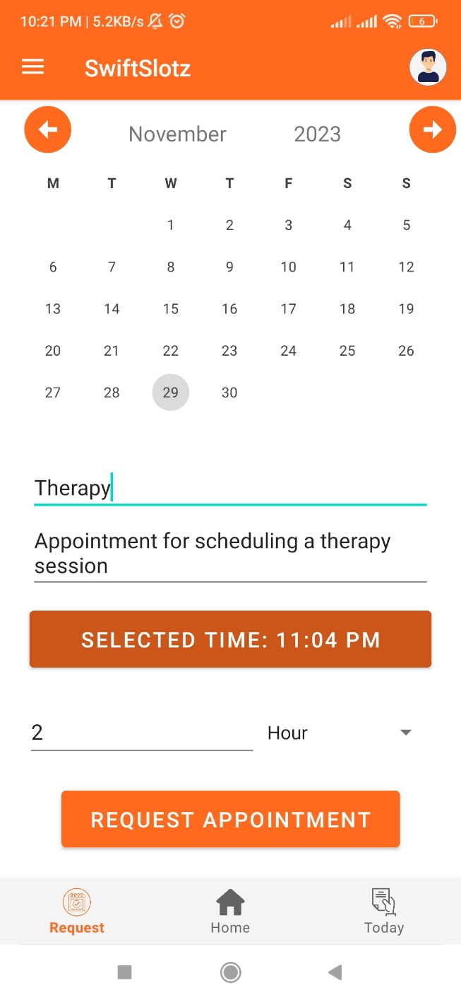 10:21 PM | 5.2KB/s 6
SwiftSlotz
November 2023
M T W T F S S
1 2 3 4 5
6 7 8 9 10 11 12
13 14 15 16 17 18 19
20 21 22 23 24 25 26
27 28 29 30
Therapy
Appointment for scheduling a therapy
session
SELECTED TIME: 11:04 PM
2 Hour
REQUEST APPOINTMENT
Request Home Today